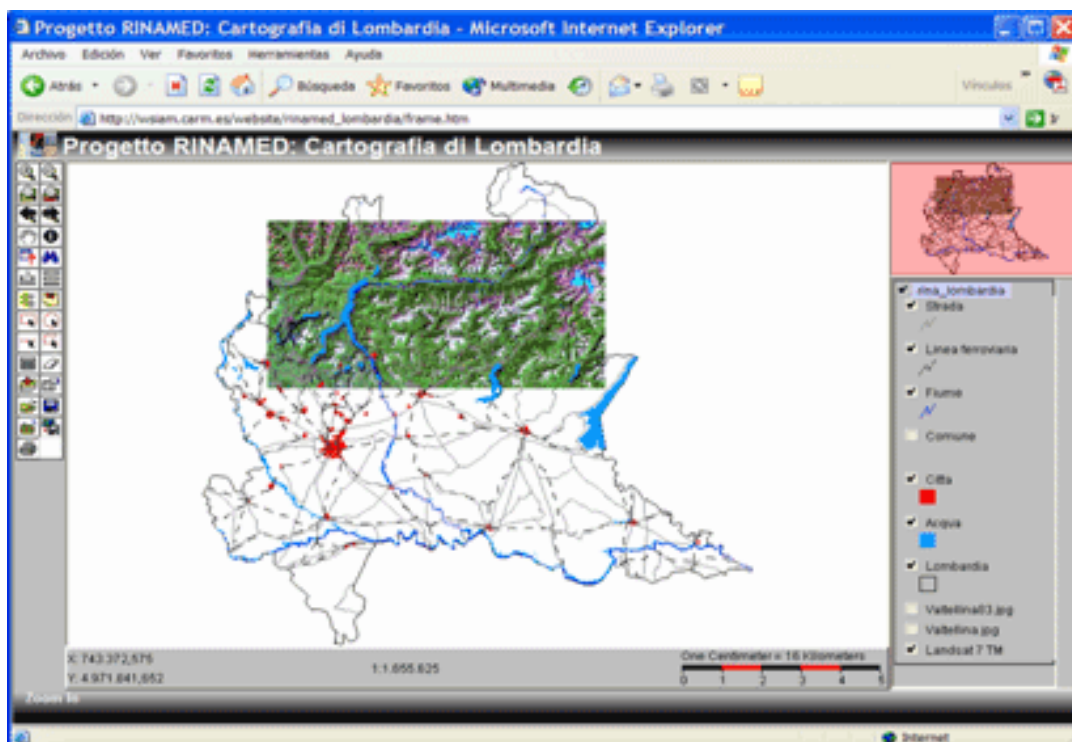 Progetto RINAMED: Cartografia di Lombardia - Microsoft Internet Explorer
Archivo Edición Ver Favoritos Herramientas Ayuda
Atrás Búsqueda Favoritos Multimedia Vínculos
Dirección http://wsiam.carm.es/website/rinamed_lombardia/frame.htm Ir
Progetto RINAMED: Cartografia di Lombardia
rina_lombardia
Strada
Linea ferroviaria
Fiume
Comune
Citta
Acqua
Lombardia
Valtellina83.jpg
Valtellina.jpg
Landsat 7 TM
X: 743.372,575
Y: 4.971.841,652
1:1.655.625
One Centimeter = 16 Kilometers
0 1 2 3 4 5
Zoom In
Internet